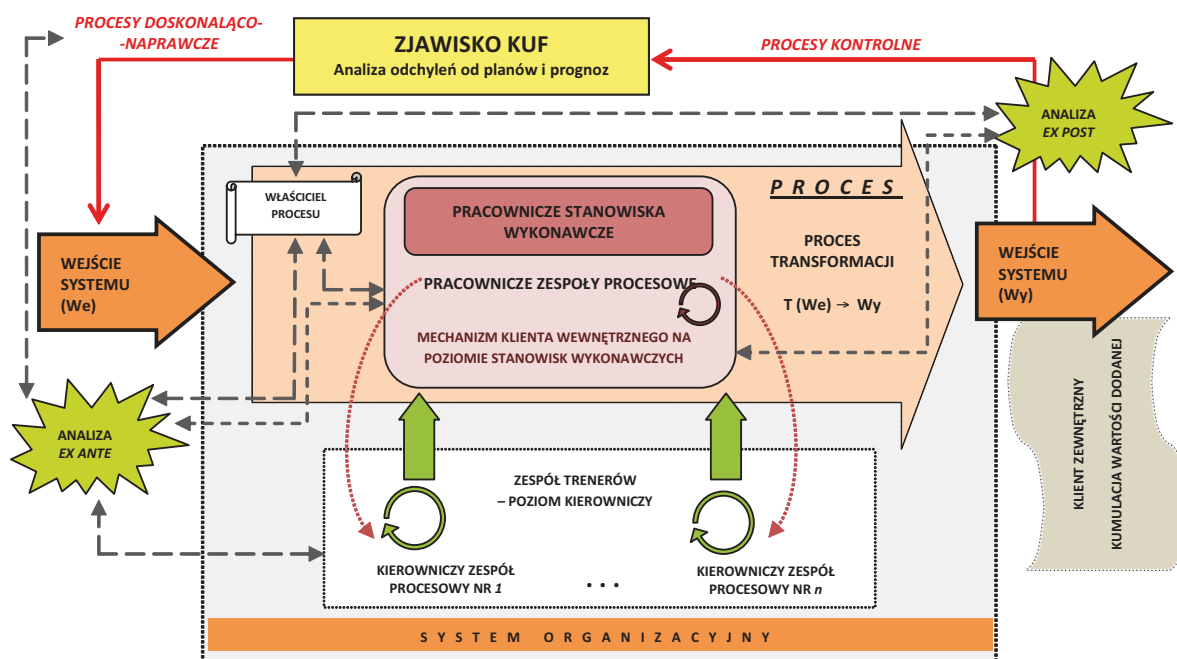 PROCESY DOSKONALĄCO-
-NAPRAWCZE
ZJAWISKO KUF
Analiza odchyleń od planów i prognoz
PROCESY KONTROLNE
ANALIZA
EX POST
WŁAŚCICIEL
PROCESU
PRACOWNICZE STANOWISKA
WYKONAWCZE
PROCES
PROCES
TRANSFORMACJI
T (We) → Wy
WEJŚCIE
SYSTEMU
(We)
PRACOWNICZE ZESPOŁY PROCESOWE
MECHANIZM KLIENTA WEWNĘTRZNEGO NA
POZIOMIE STANOWISK WYKONAWCZYCH
WEJŚCIE
SYSTEMU
(Wy)
ANALIZA
EX ANTE
ZESPÓŁ TRENERÓW
– POZIOM KIEROWNICZY
KIEROWNICZY ZESPÓŁ
PROCESOWY NR 1
...
KIEROWNICZY ZESPÓŁ
PROCESOWY NR n
KLIENT ZEWNĘTRZNY
KUMULACJA WARTOŚCI DODANEJ
SYSTEM ORGANIZACYJNY